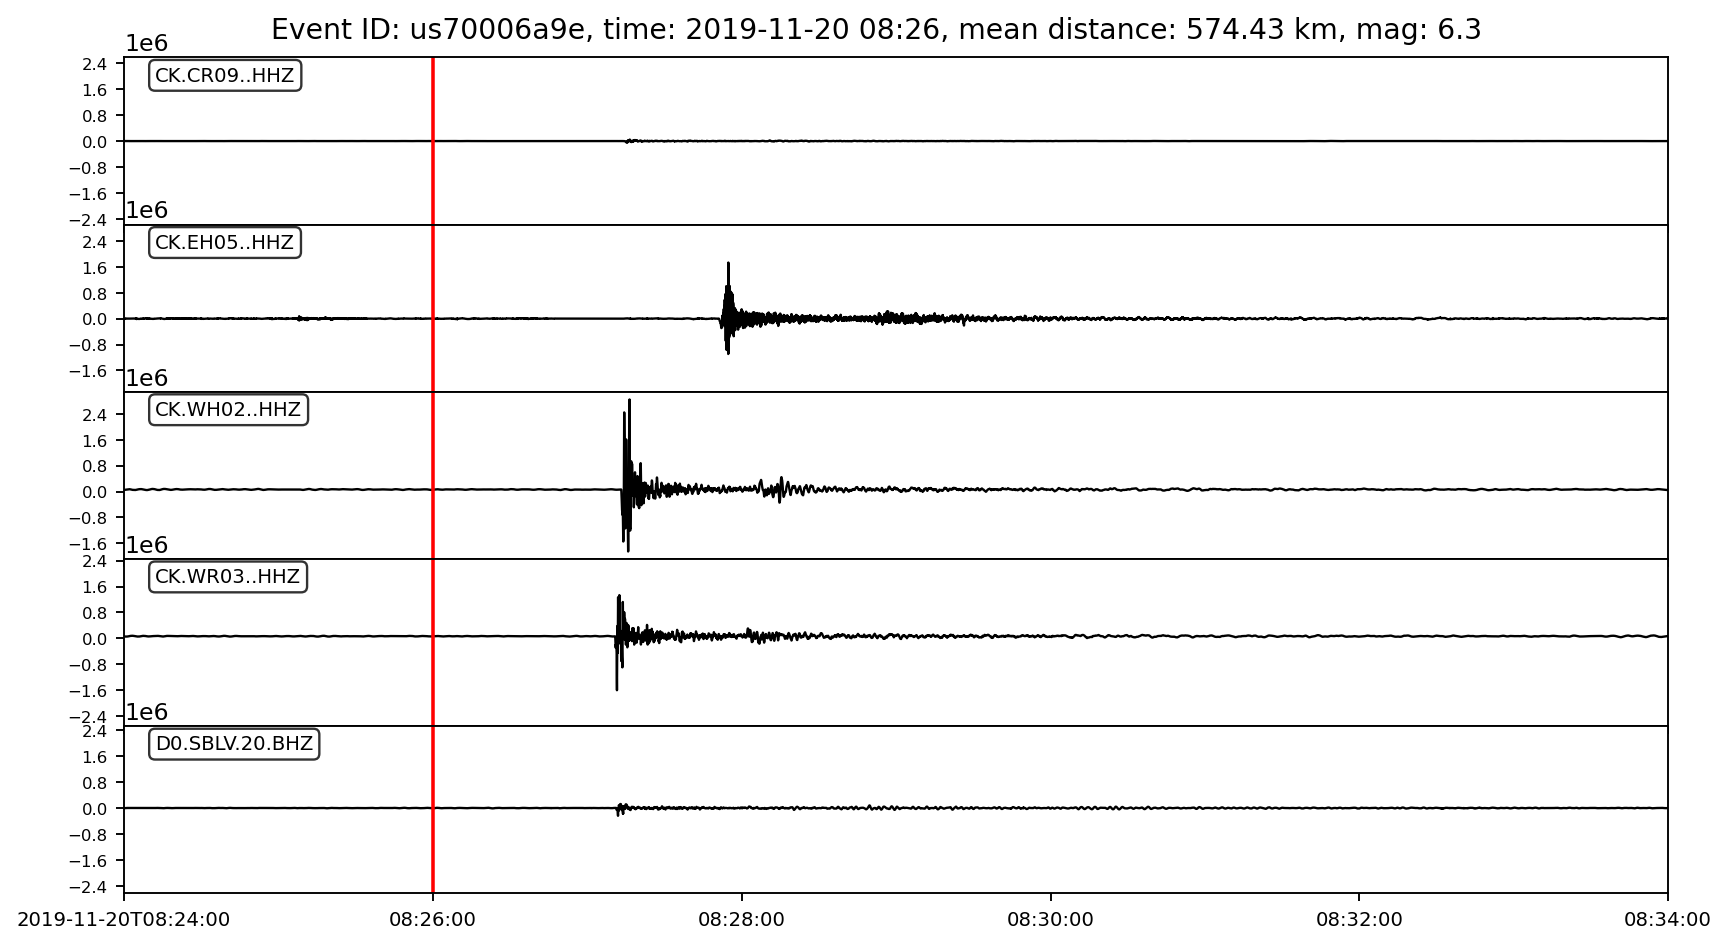 Event ID: us70006a9e, time: 2019-11-20 08:26, mean distance: 574.43 km, mag: 6.3
1e6
CK.CR09..HHZ
2.4
1.6
0.8
0.0
−0.8
−1.6
−2.4
1e6
CK.EH05..HHZ
2.4
1.6
0.8
0.0
−0.8
−1.6
1e6
CK.WH02..HHZ
2.4
1.6
0.8
0.0
−0.8
−1.6
1e6
CK.WR03..HHZ
2.4
1.6
0.8
0.0
−0.8
−1.6
−2.4
1e6
D0.SBLV.20.BHZ
2.4
1.6
0.8
0.0
−0.8
−1.6
−2.4
2019-11-20T08:24:00 08:26:00 08:28:00 08:30:00 08:32:00 08:34:00